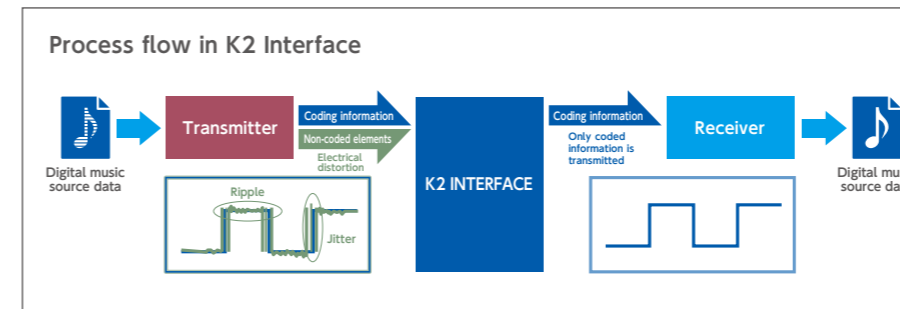 Process flow in K2 Interface
Digital music
source data
Transmitter
Coding information
Non-coded elements
Electrical
distortion
Ripple
Jitter
K2 INTERFACE
Coding information
Only coded
information is
transmitted
Receiver
Digital mu
source da